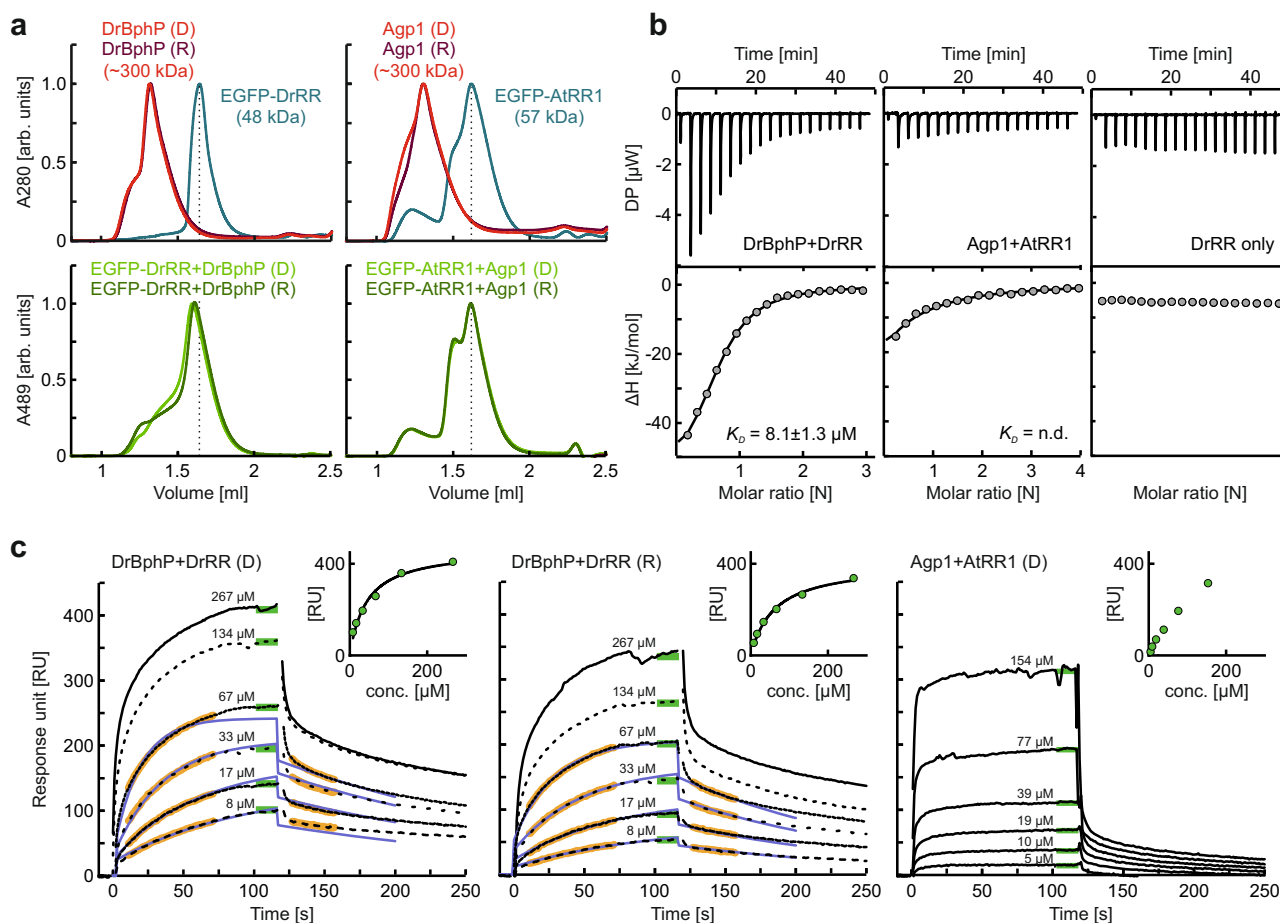 a
DrBphP (D)
DrBphP (R)
(~300 kDa)
EGFP-DrRR
(48 kDa)
Agp1 (D)
Agp1 (R)
(~300 kDa)
EGFP-AtRR1
(57 kDa)
A280 [arb. units]
1.0
0.5
0
EGFP-DrRR+DrBphP (D)
EGFP-DrRR+DrBphP (R)
EGFP-AtRR1+Agp1 (D)
EGFP-AtRR1+Agp1 (R)
A489 [arb. units]
1.0
0.5
0
1 1.5 2 2.5
1 1.5 2 2.5
Volume [ml]
Volume [ml]
b
Time [min]
Time [min]
Time [min]
0 20 40
0 20 40
0 20 40
DP [µW]
0
-2
-4
DrBphP+DrRR
Agp1+AtRR1
DrRR only
ΔH [kJ/mol]
0
-20
-40
KD = 8.1±1.3 µM
KD = n.d.
0 1 2 3
0 1 2 3 4
Molar ratio [N]
Molar ratio [N]
Molar ratio [N]
c
DrBphP+DrRR (D)
Response unit [RU]
400
300
200
100
0
267 µM
134 µM
67 µM
33 µM
17 µM
8 µM
0 50 100 150 200 250
Time [s]
[RU]
400
0
0 200
conc. [µM]
DrBphP+DrRR (R)
267 µM
134 µM
67 µM
33 µM
17 µM
8 µM
0 50 100 150 200 250
Time [s]
[RU]
400
0
0 200
conc. [µM]
Agp1+AtRR1 (D)
154 µM
77 µM
39 µM
19 µM
10 µM
5 µM
0 50 100 150 200 250
Time [s]
[RU]
400
0
0 200
conc. [µM]